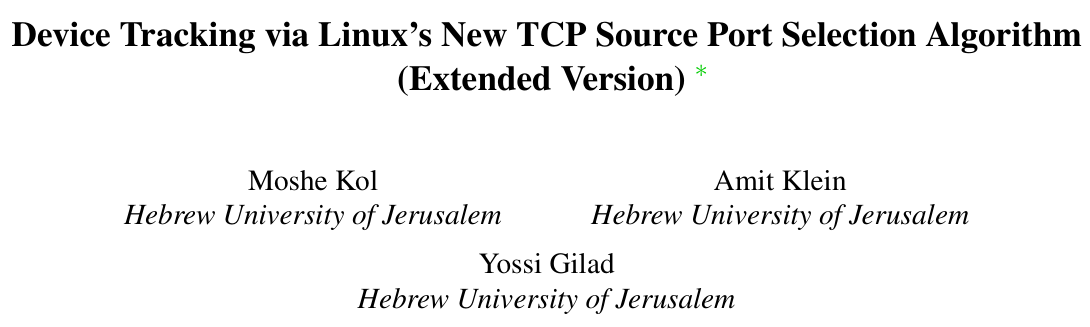 Device Tracking via Linux's New TCP Source Port Selection Algorithm
(Extended Version) *
Moshe Kol
Hebrew University of Jerusalem
Amit Klein
Hebrew University of Jerusalem
Yossi Gilad
Hebrew University of Jerusalem